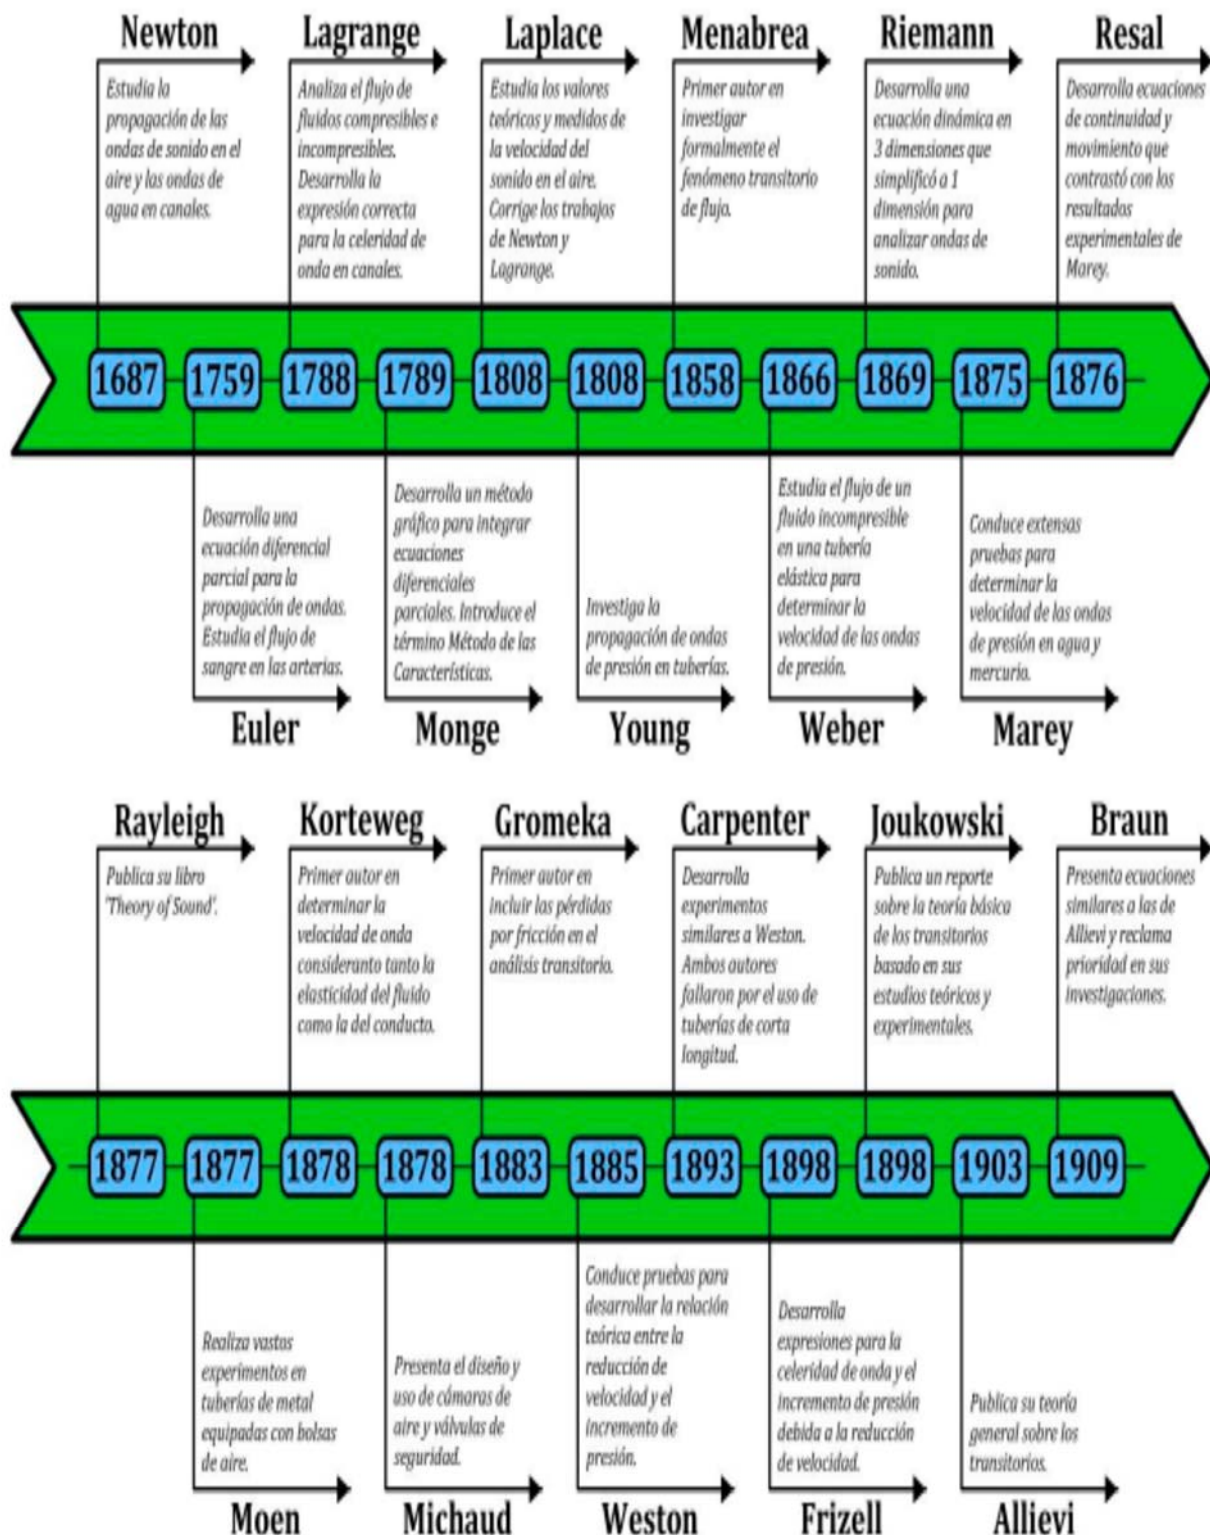 Newton
Estudia la
propagación de las
ondas de sonido en el
aire y las ondas de
agua en canales.
Lagrange
Analiza el flujo de
fluidos compresibles e
incompresibles.
Desarrolla la
expresión correcta
para la celeridad de
onda en canales.
Laplace
Estudia los valores
teóricos y medidos de
la velocidad del
sonido en el aire.
Corrige los trabajos
de Newton y
Lagrange.
Menabrea
Primer autor en
investigar
formalmente el
fenómeno transitorio
de flujo.
Riemann
Desarrolla una
ecuación dinámica en
3 dimensiones que
simplificó a 1
dimensión para
analizar ondas de
sonido.
Resal
Desarrolla ecuaciones
de continuidad y
movimiento que
contrastó con los
resultados
experimentales de
Marey.
1687 1759 1788 1789 1808 1808 1858 1866 1869 1875 1876
Desarrolla una
ecuación diferencial
parcial para la
propagación de ondas.
Estudia el flujo de
sangre en las arterias.
Euler
Desarrolla un método
gráfico para integrar
ecuaciones
diferenciales
parciales. Introduce el
término Método de las
Características.
Monge
Investiga la
propagación de ondas
de presión en tuberías.
Young
Estudia el flujo de un
fluido incompresible
en una tubería
elástica para
determinar la
velocidad de las ondas
de presión.
Weber
Conduce extensas
pruebas para
determinar la
velocidad de las ondas
de presión en agua y
mercurio.
Marey
Rayleigh
Publica su libro
'Theory of Sound'.
Korteweg
Primer autor en
determinar la
velocidad de onda
consideranto tanto la
elasticidad del fluido
como la del conducto.
Gromeka
Primer autor en
incluir las pérdidas
por fricción en el
análisis transitorio.
Carpenter
Desarrolla
experimentos
similares a Weston.
Ambos autores
fallaron por el uso de
tuberías de corta
longitud.
Joukowski
Publica un reporte
sobre la teoría básica
de los transitorios
basado en sus
estudios teóricos y
experimentales.
Braun
Presenta ecuaciones
similares a las de
Allievi y reclama
prioridad en sus
investigaciones.
1877 1877 1878 1878 1883 1885 1893 1898 1898 1903 1909
Realiza vastos
experimentos en
tuberías de metal
equipadas con bolsas
de aire.
Moen
Presenta el diseño y
uso de cámaras de
aire y válvulas de
seguridad.
Michaud
Conduce pruebas para
desarrollar la relación
teórica entre la
reducción de
velocidad y el
incremento de
presión.
Weston
Desarrolla
expresiones para la
celeridad de onda y el
incremento de presión
debida a la reducción
de velocidad.
Frizell
Publica su teoría
general sobre los
transitorios.
Allievi